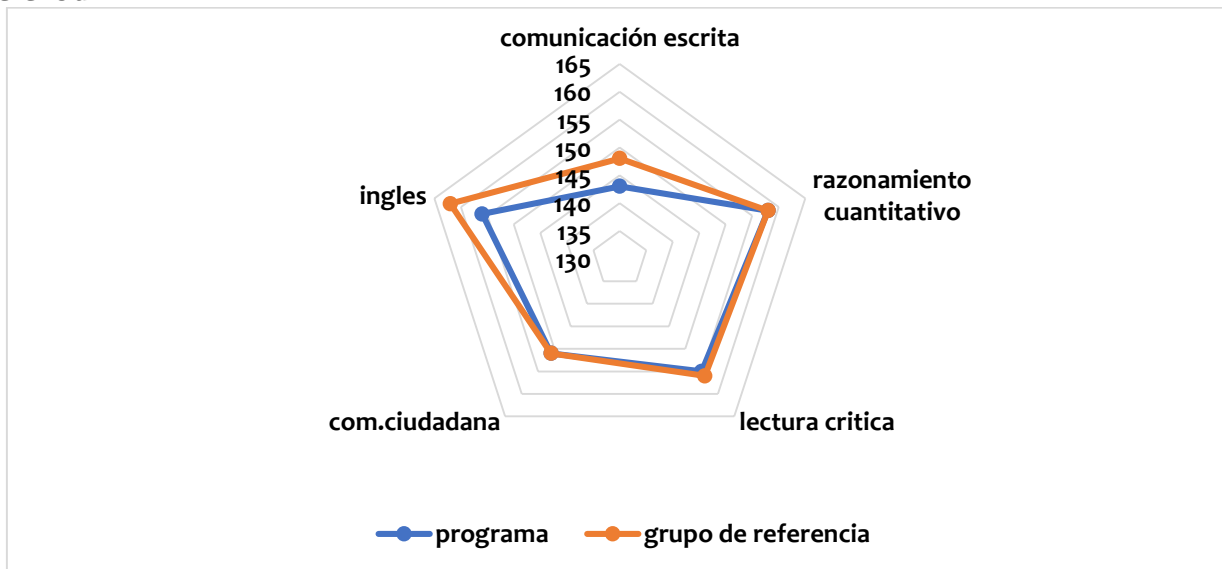 comunicación escrita
165
160
155
150
145
140
135
130
razonamiento
cuantitativo
lectura critica
com.ciudadana
ingles
programa
grupo de referencia